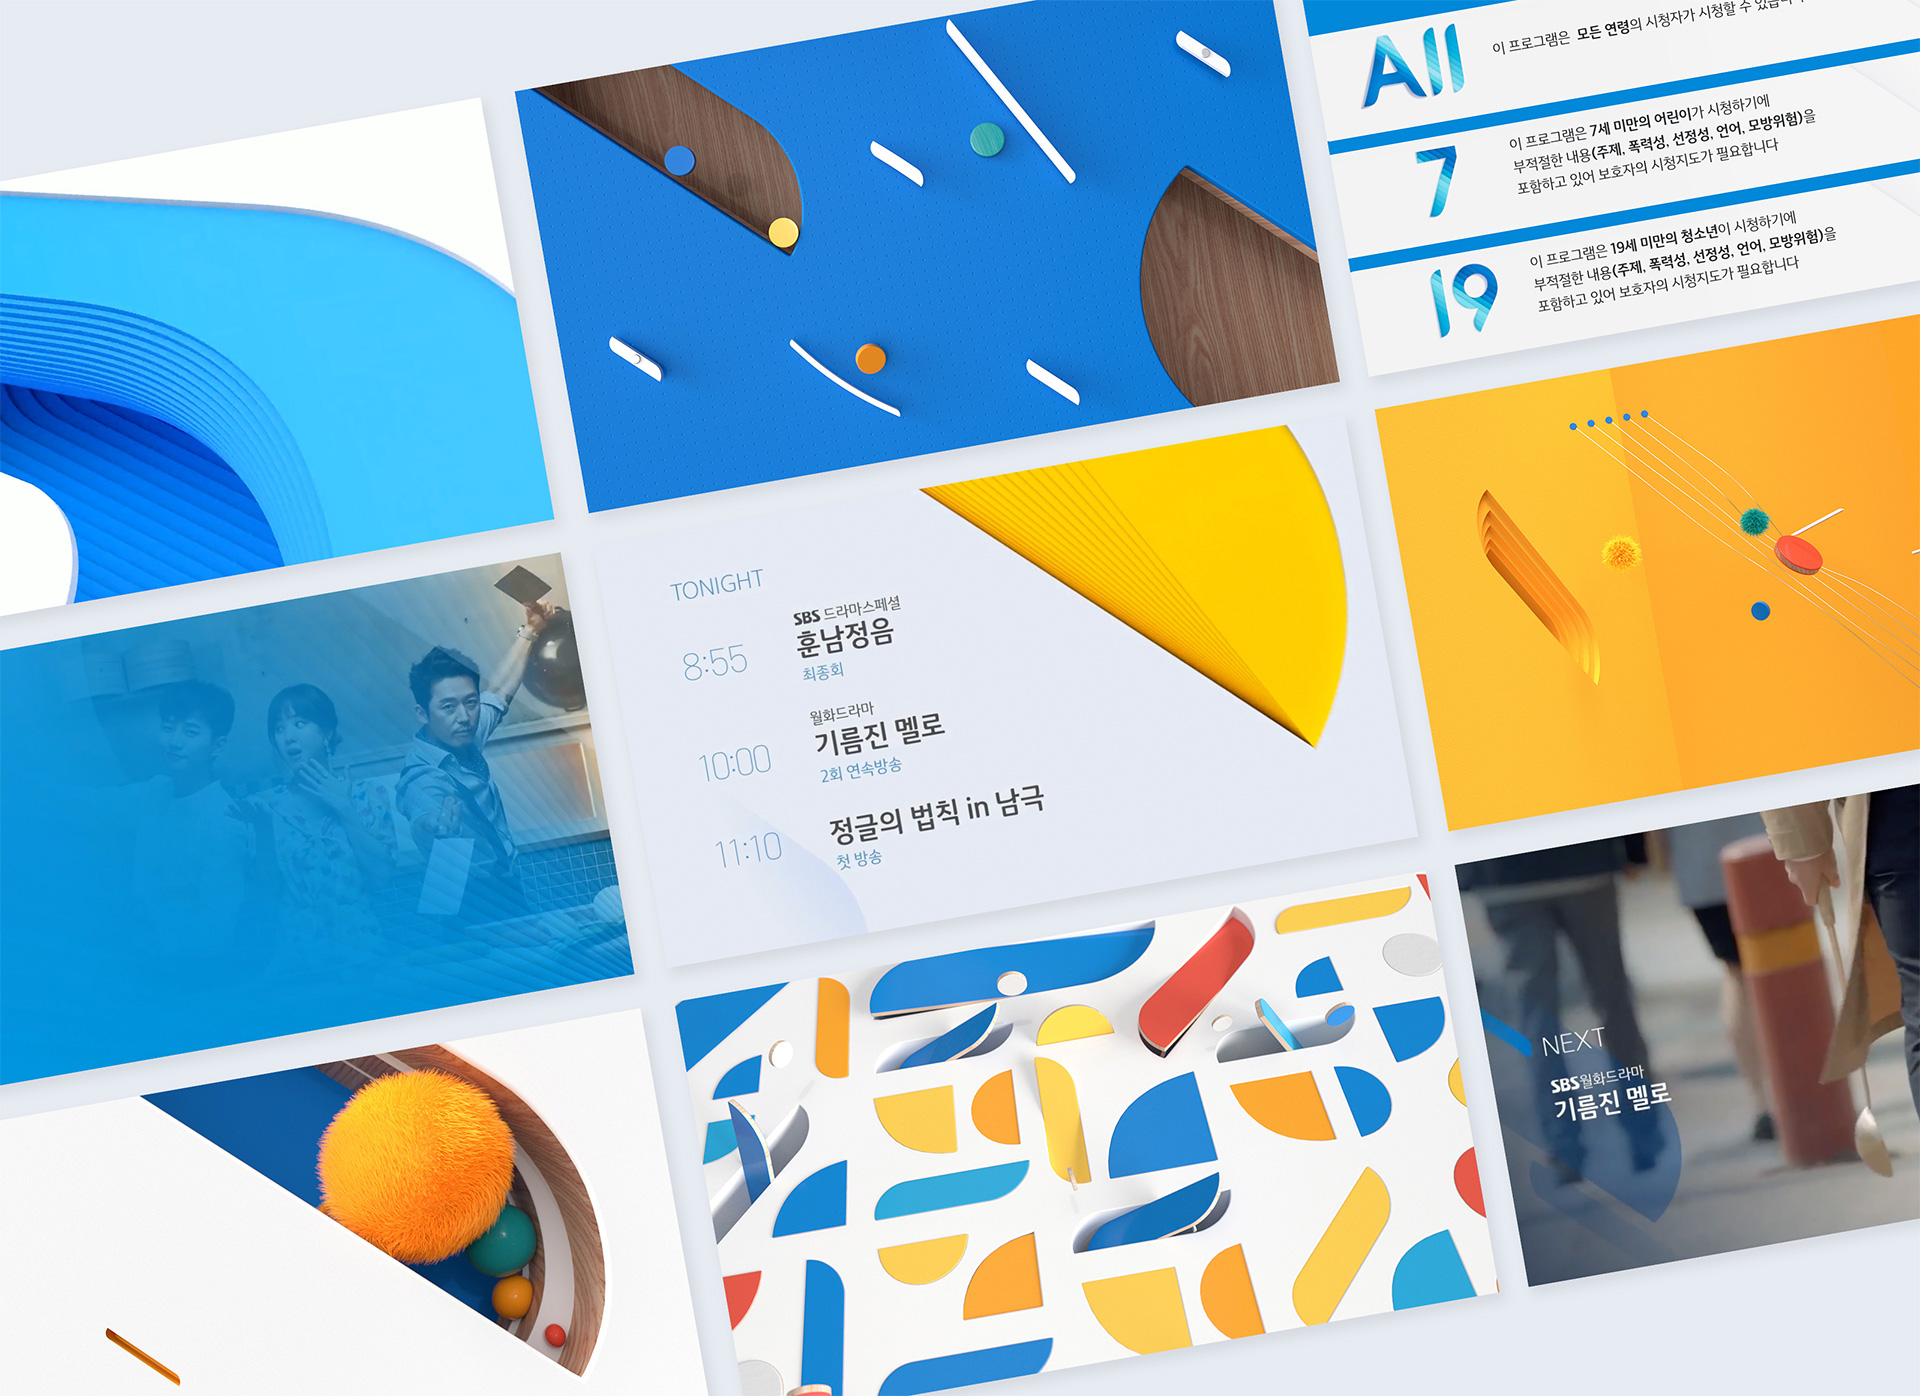 All
이 프로그램은 모든 연령의 시청자가 시청할 수 있습니다
7
이 프로그램은 7세 미만의 어린이가 시청하기에
부적절한 내용(주제, 폭력성, 선정성, 언어, 모방위험)을
포함하고 있어 보호자의 시청지도가 필요합니다
19
이 프로그램은 19세 미만의 청소년이 시청하기에
부적절한 내용(주제, 폭력성, 선정성, 언어, 모방위험)을
포함하고 있어 보호자의 시청지도가 필요합니다
TONIGHT
8:55
SBS 드라마스페셜
훈남정음
최종회
10:00
월화드라마
기름진 멜로
2회 연속방송
11:10
정글의 법칙 in 남극
첫 방송
NEXT
SBS 월화드라마
기름진 멜로